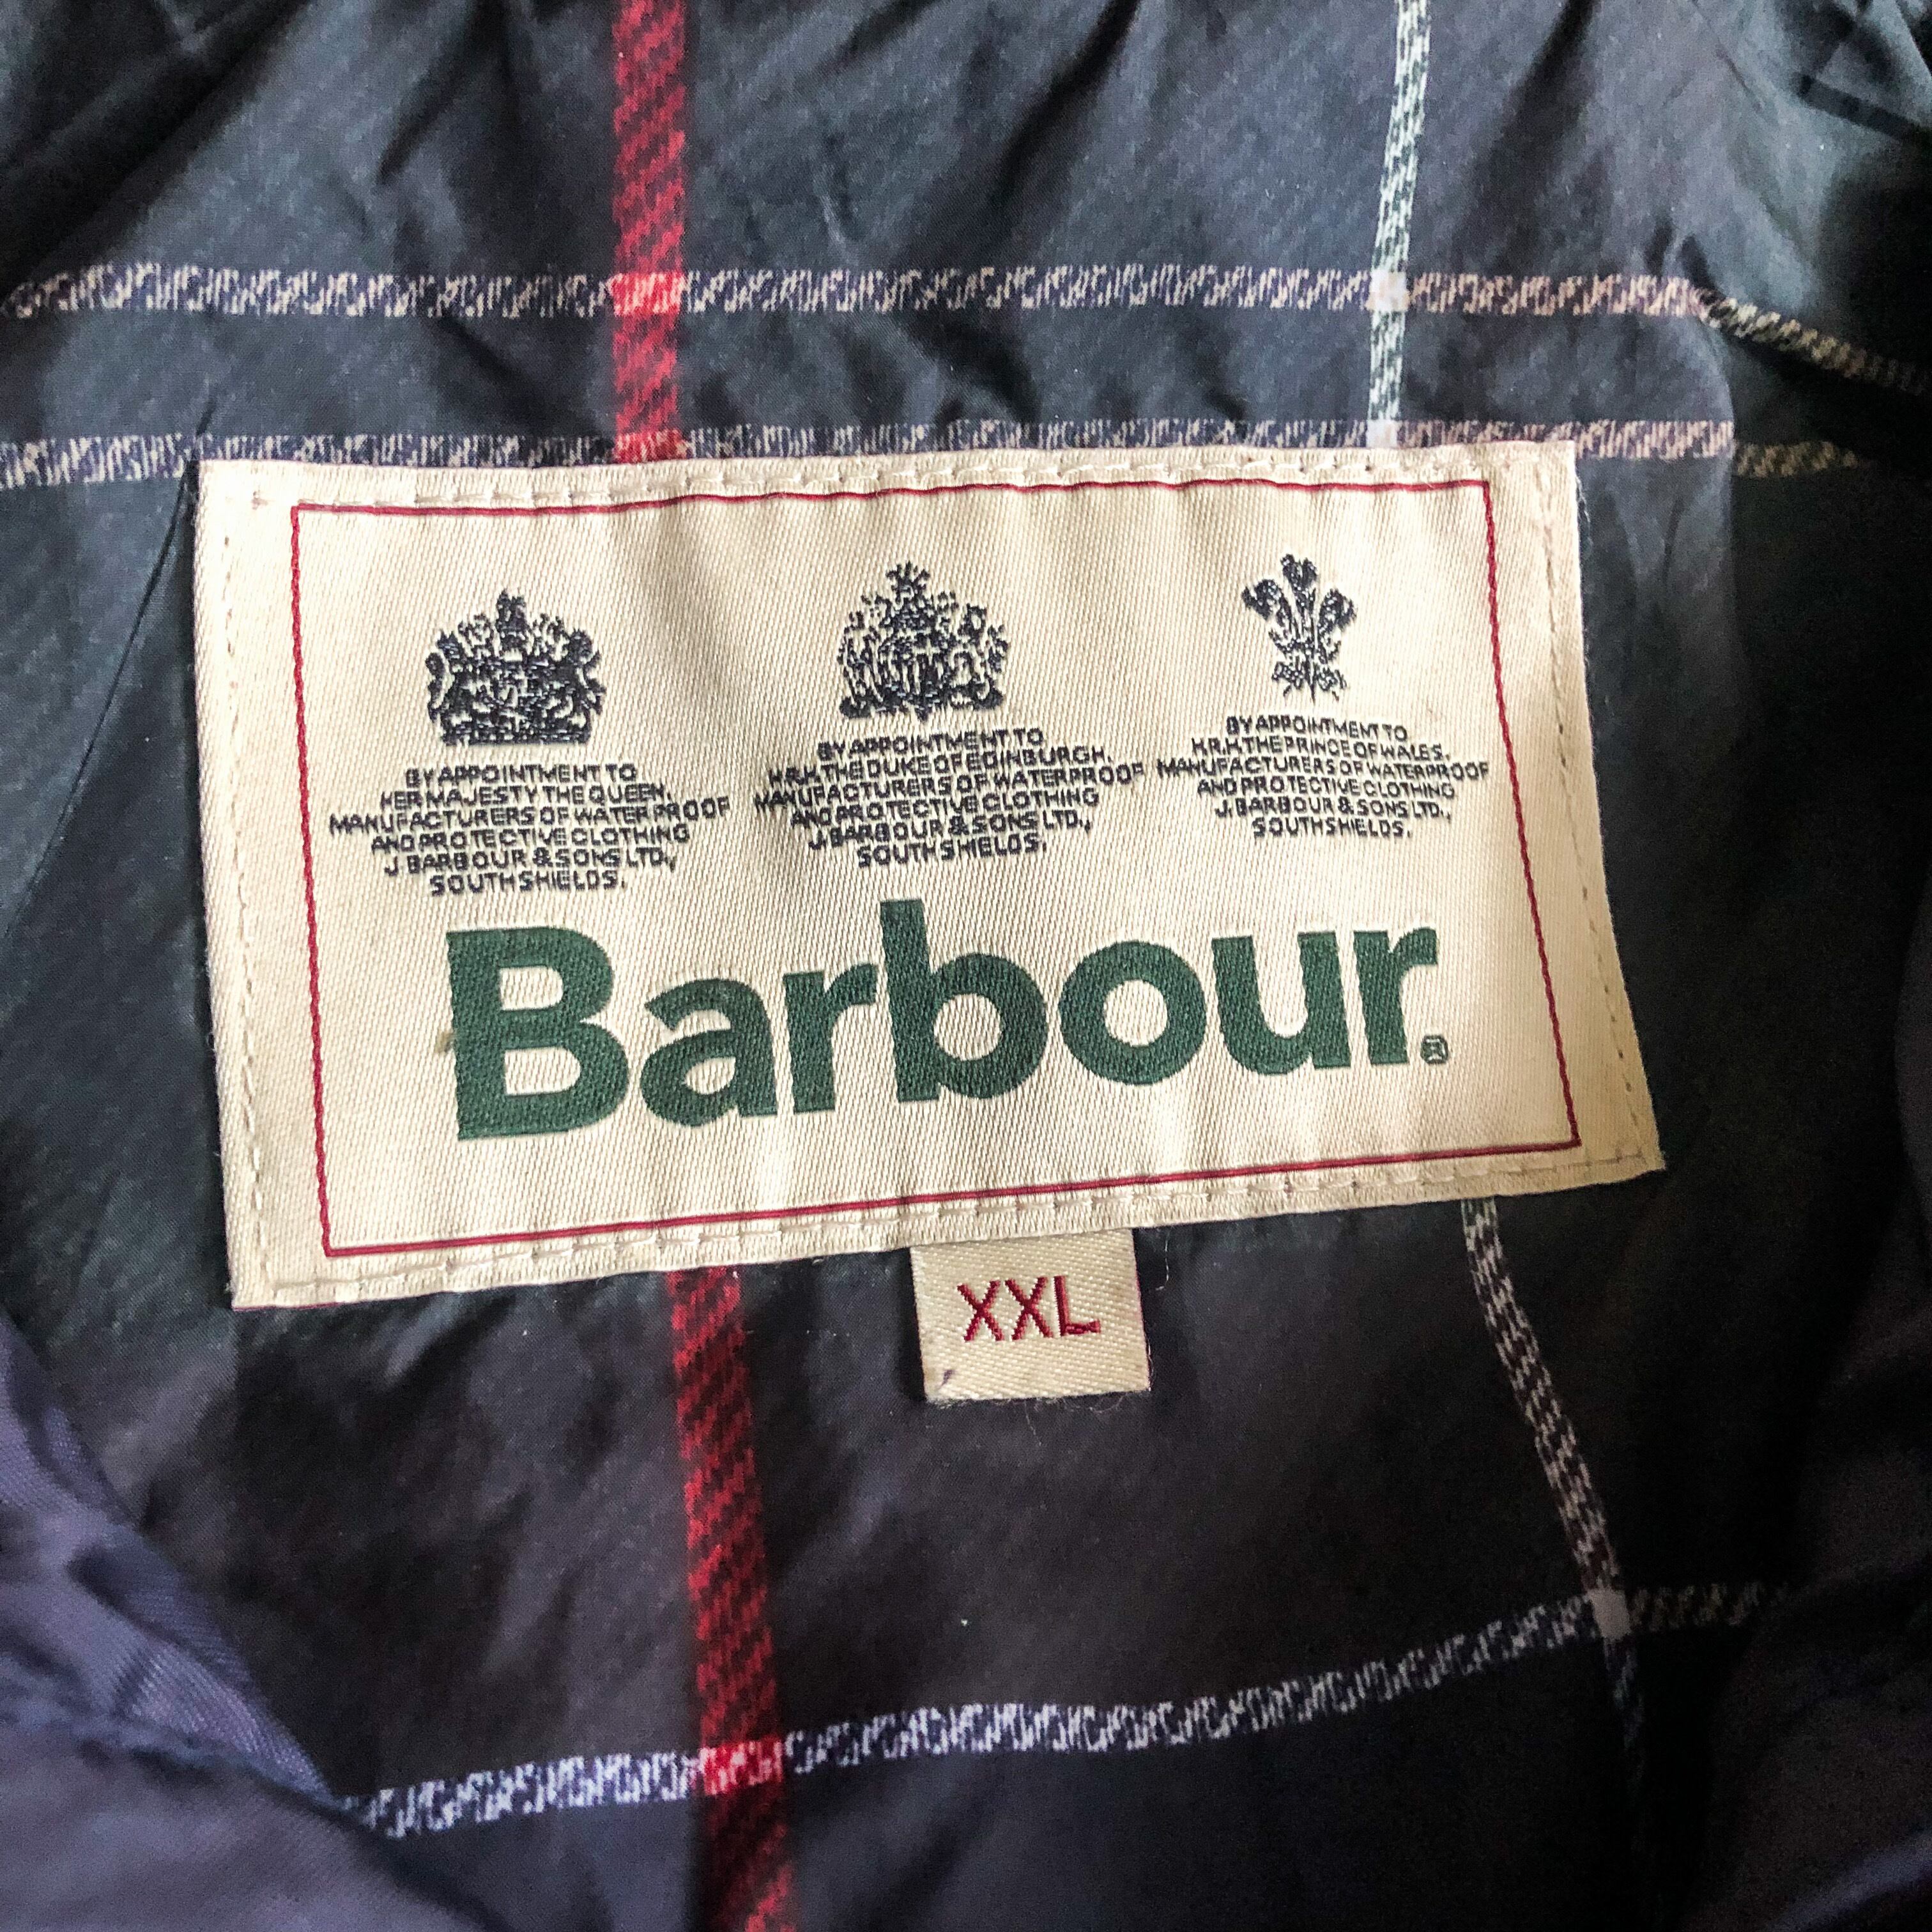 BY APPOINTMENT TO
HER MAJESTY THE QUEEN.
MANUFACTURERS OF WATERPROOF
AND PROTECTIVE CLOTHING
J. BARBOUR & SONS LTD.,
SOUTH SHIELDS.
BY APPOINTMENT TO
H.R.H. THE DUKE OF EDINBURGH.
MANUFACTURERS OF WATERPROOF
AND PROTECTIVE CLOTHING
J. BARBOUR & SONS LTD.,
SOUTH SHIELDS.
BY APPOINTMENT TO
H.R.H. THE PRINCE OF WALES.
MANUFACTURERS OF WATERPROOF
AND PROTECTIVE CLOTHING
J. BARBOUR & SONS LTD.,
SOUTH SHIELDS.
Barbour®
XXL